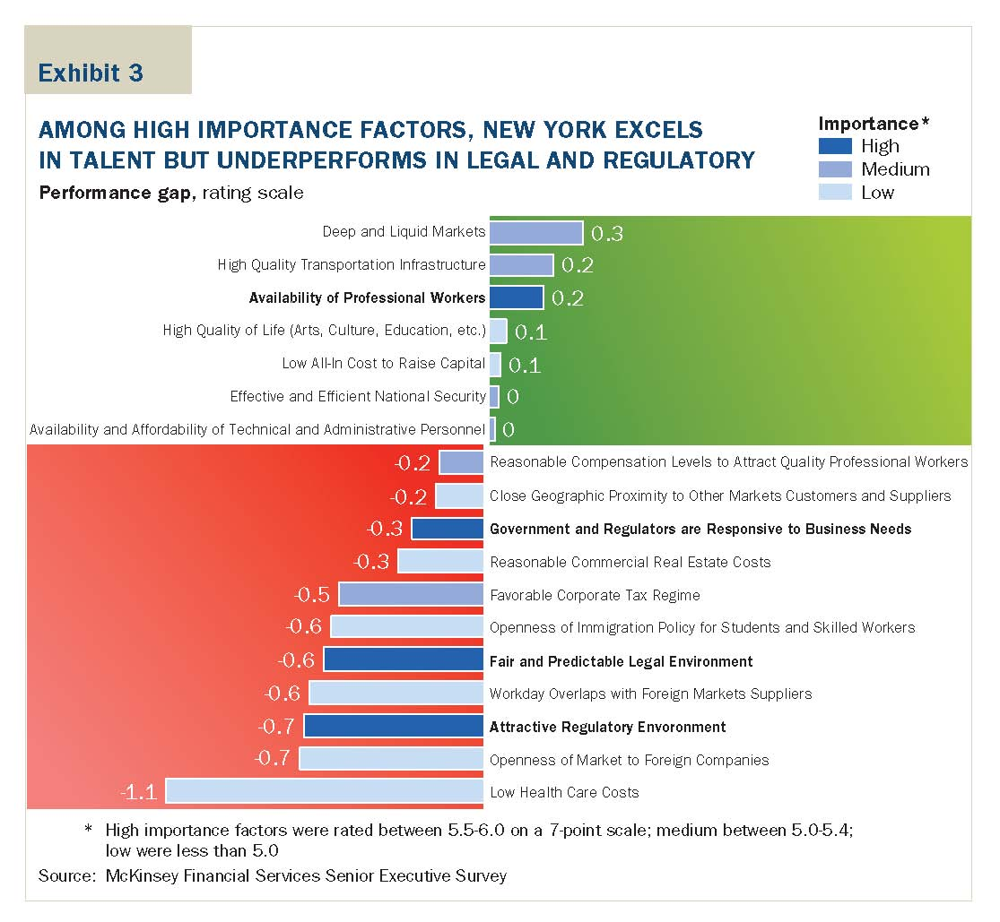 Exhibit 3
AMONG HIGH IMPORTANCE FACTORS, NEW YORK EXCELS
IN TALENT BUT UNDERPERFORMS IN LEGAL AND REGULATORY
Performance gap, rating scale
Importance*
High
Medium
Low
Deep and Liquid Markets 0.3
High Quality Transportation Infrastructure 0.2
Availability of Professional Workers 0.2
High Quality of Life (Arts, Culture, Education, etc.) 0.1
Low All-In Cost to Raise Capital 0.1
Effective and Efficient National Security 0
Availability and Affordability of Technical and Administrative Personnel 0
-0.2 Reasonable Compensation Levels to Attract Quality Professional Workers
-0.2 Close Geographic Proximity to Other Markets Customers and Suppliers
-0.3 Government and Regulators are Responsive to Business Needs
-0.3 Reasonable Commercial Real Estate Costs
-0.5 Favorable Corporate Tax Regime
-0.6 Openness of Immigration Policy for Students and Skilled Workers
-0.6 Fair and Predictable Legal Environment
-0.6 Workday Overlaps with Foreign Markets Suppliers
-0.7 Attractive Regulatory Envoronment
-0.7 Openness of Market to Foreign Companies
-1.1 Low Health Care Costs
* High importance factors were rated between 5.5-6.0 on a 7-point scale; medium between 5.0-5.4;
low were less than 5.0
Source: McKinsey Financial Services Senior Executive Survey